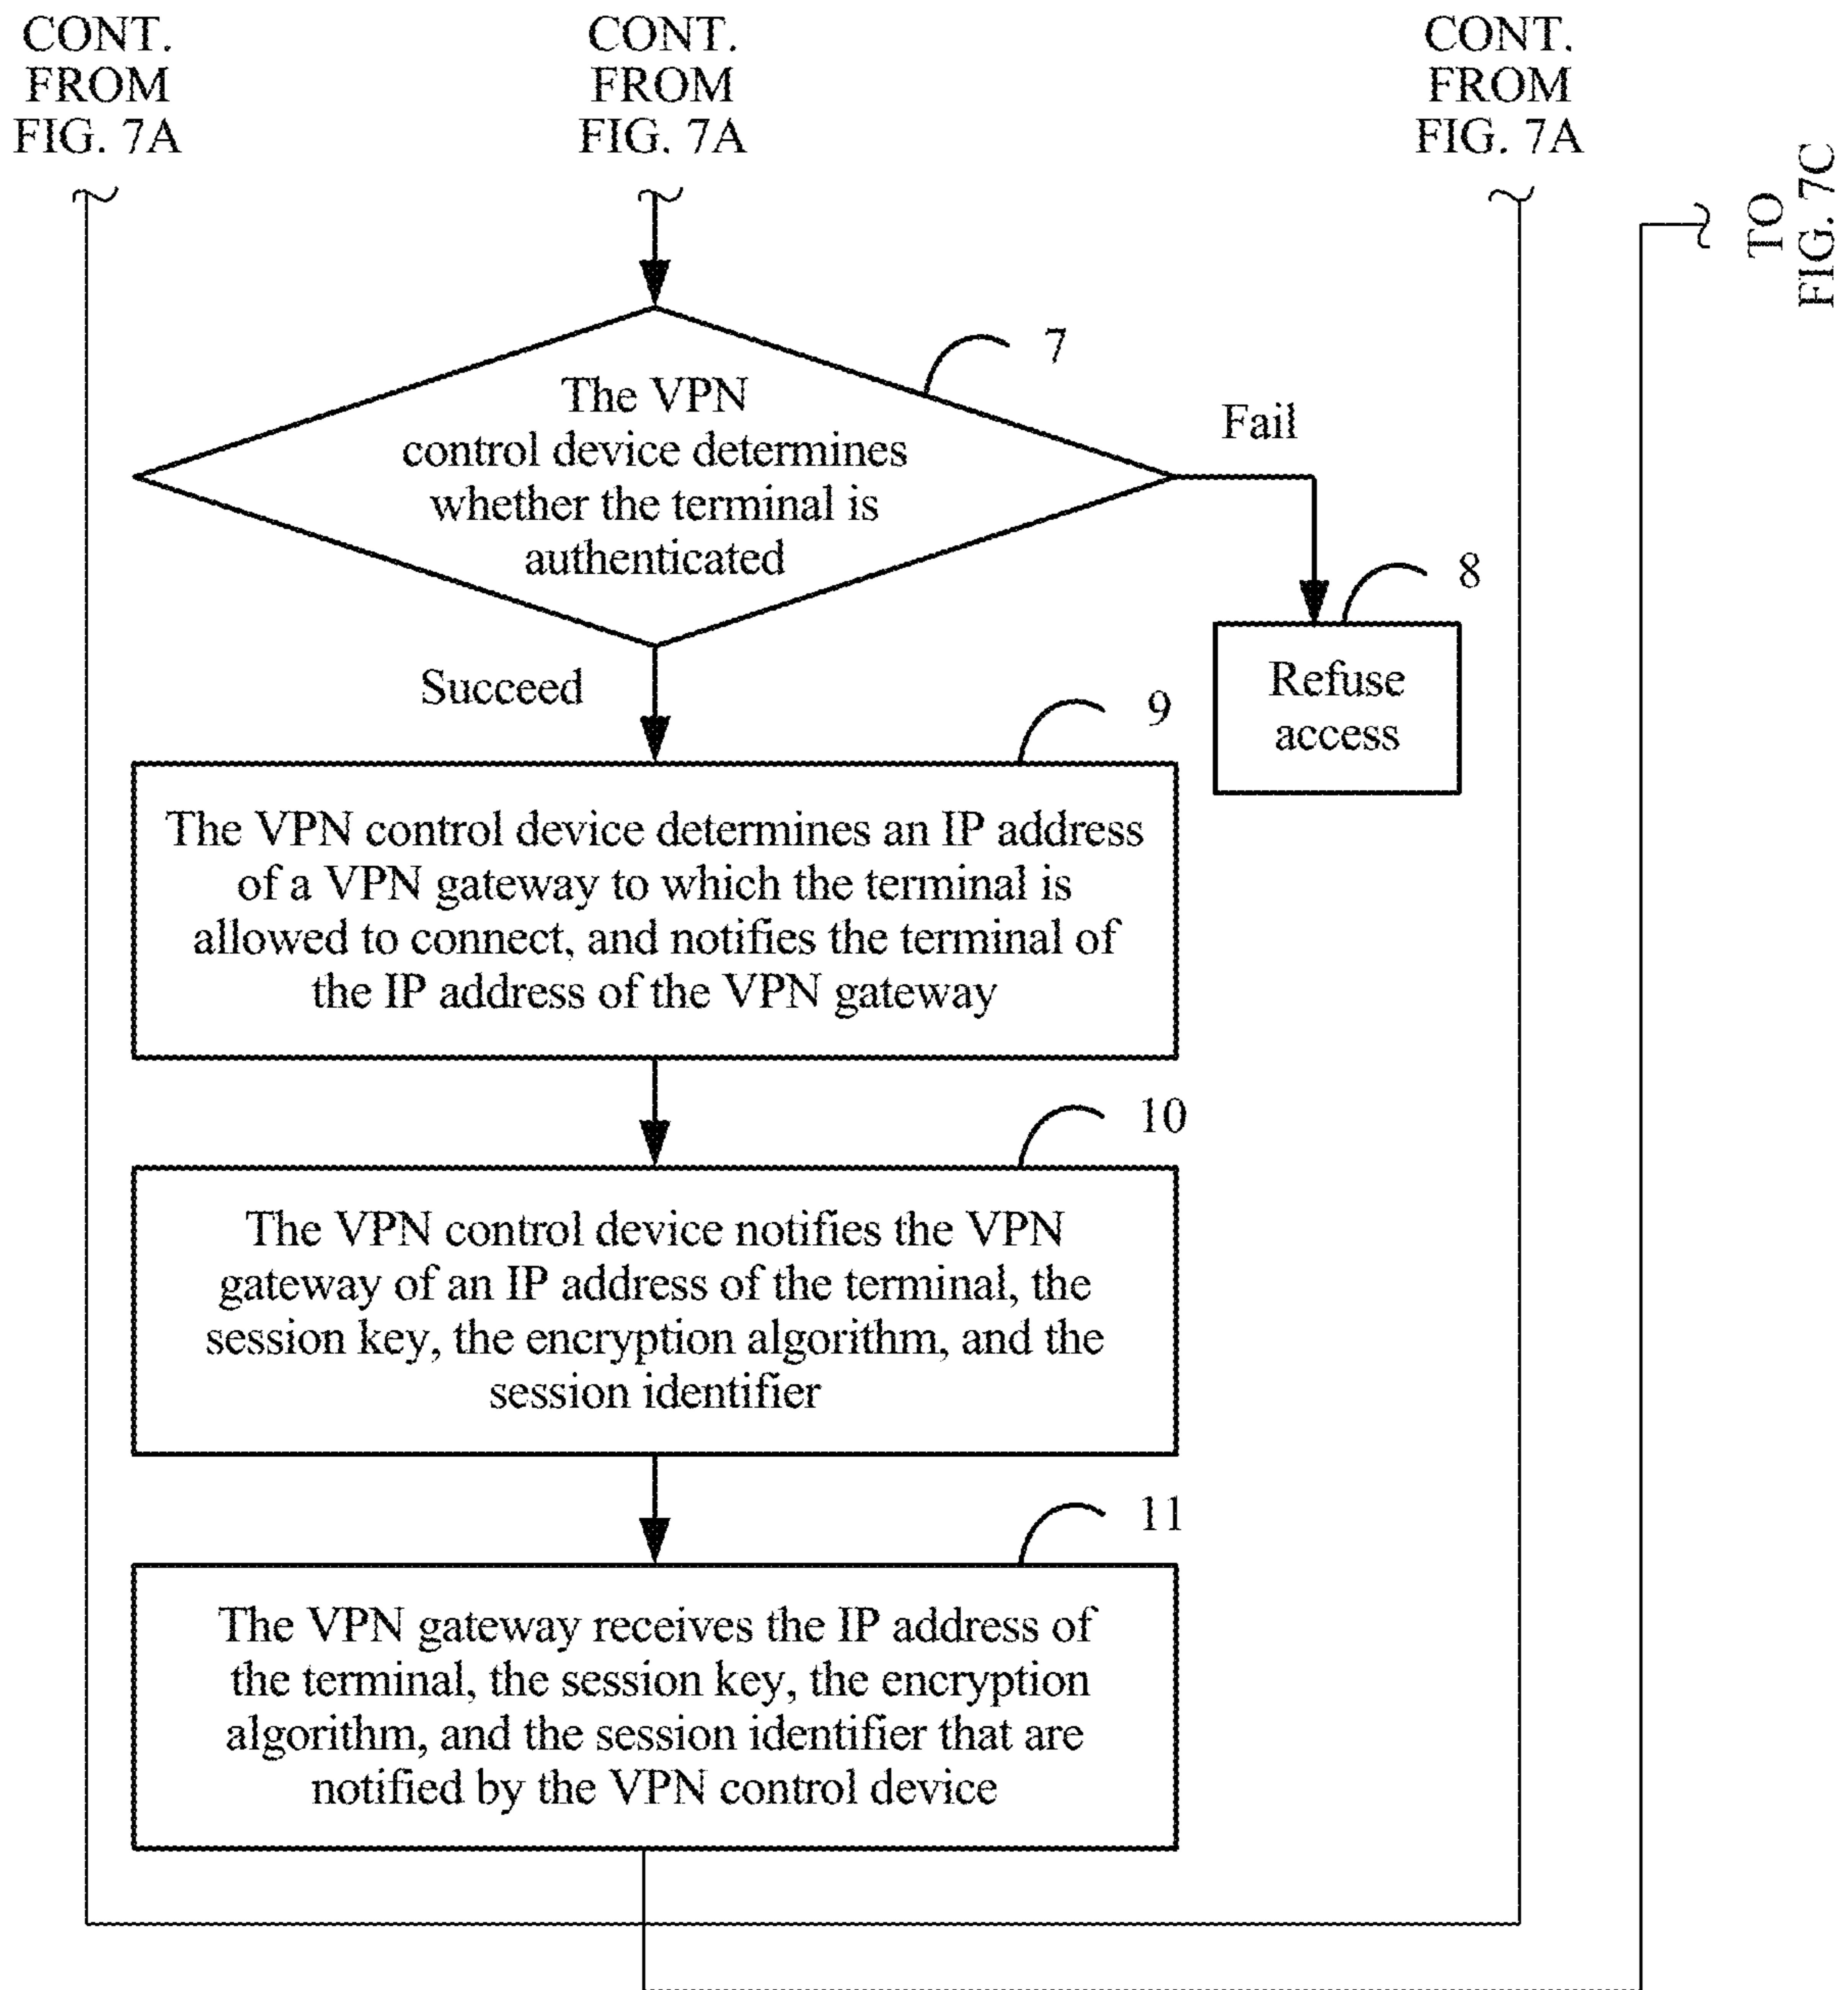 CONT.
FROM
FIG. 7A
CONT.
FROM
FIG. 7A
CONT.
FROM
FIG. 7A
TO
FIG. 7C
7
The VPN
control device determines
whether the terminal is
authenticated
Fail
8
Refuse
access
Succeed
9
The VPN control device determines an IP address
of a VPN gateway to which the terminal is
allowed to connect, and notifies the terminal of
the IP address of the VPN gateway
10
The VPN control device notifies the VPN
gateway of an IP address of the terminal, the
session key, the encryption algorithm, and the
session identifier
11
The VPN gateway receives the IP address of
the terminal, the session key, the encryption
algorithm, and the session identifier that are
notified by the VPN control device